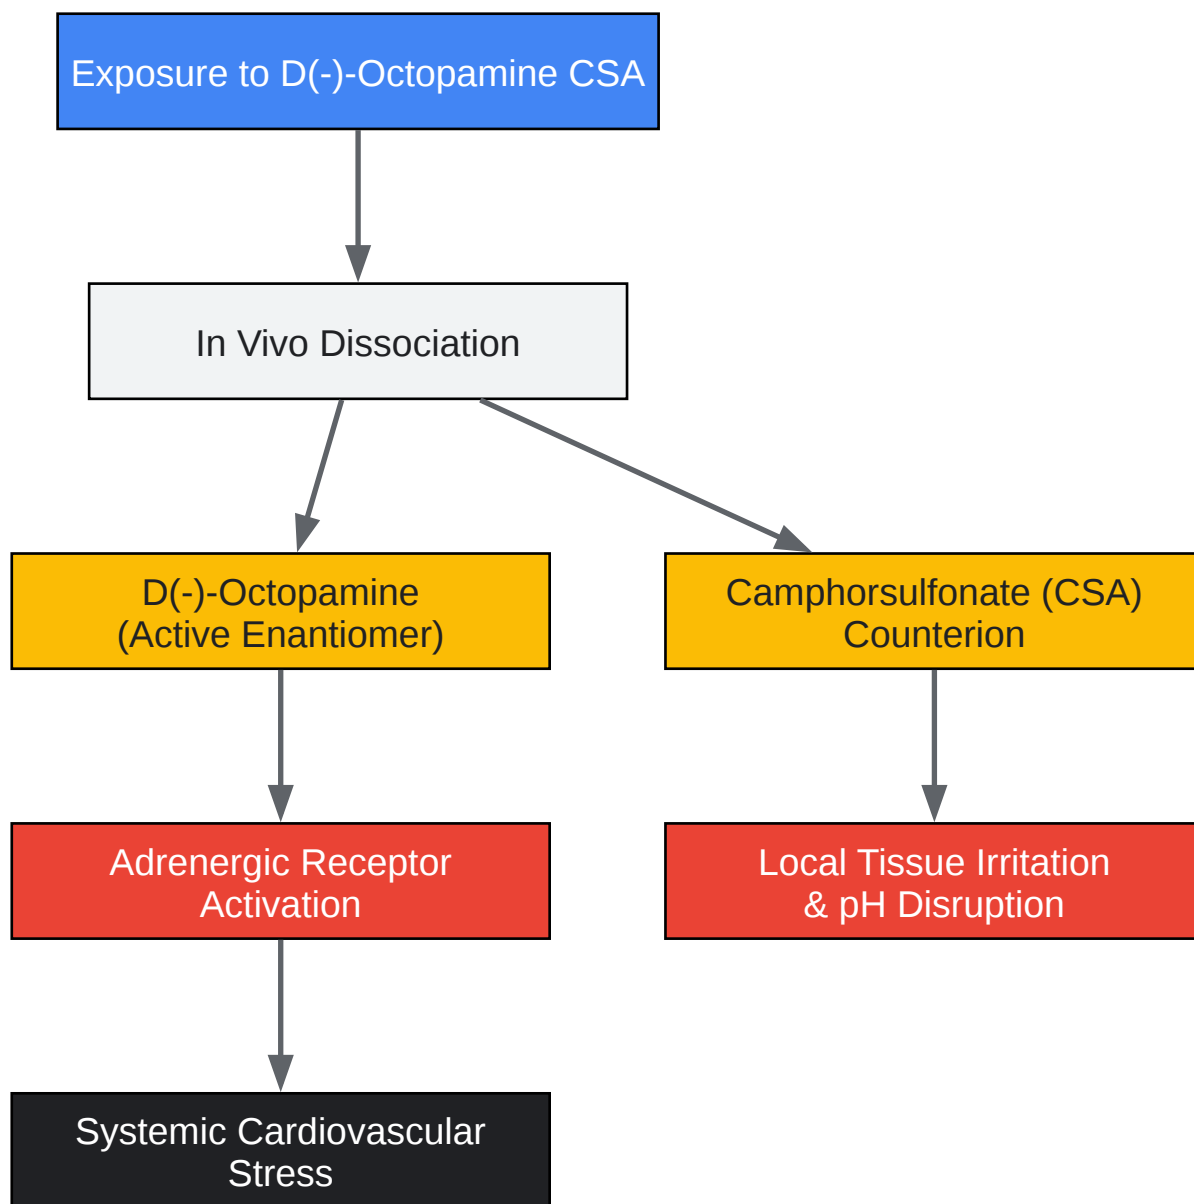 Exposure to D(-)-Octopamine CSA
In Vivo Dissociation
D(-)-Octopamine
(Active Enantiomer)
Camphorsulfonate (CSA)
Counterion
Adrenergic Receptor
Activation
Local Tissue Irritation
& pH Disruption
Systemic Cardiovascular
Stress